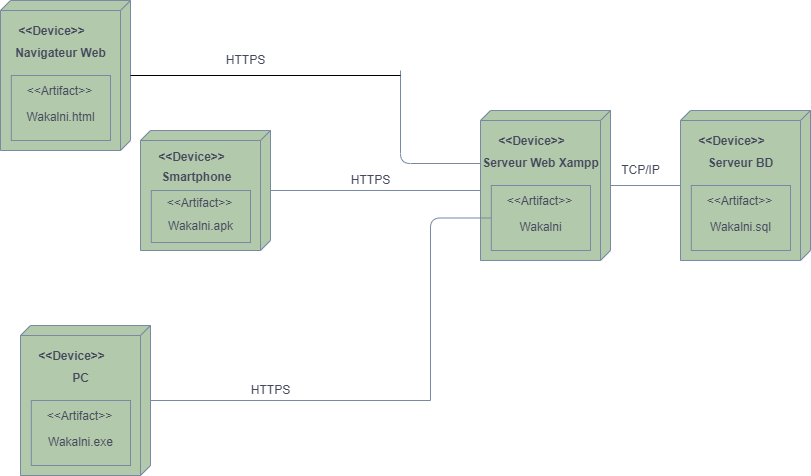 <<Device>>
Navigateur Web
<<Artifact>>
Wakalni.html
HTTPS
<<Device>>
Smartphone
<<Artifact>>
Wakalni.apk
HTTPS
<<Device>>
PC
<<Artifact>>
Wakalni.exe
HTTPS
<<Device>>
Serveur Web Xampp
<<Artifact>>
Wakalni
TCP/IP
<<Device>>
Serveur BD
<<Artifact>>
Wakalni.sql